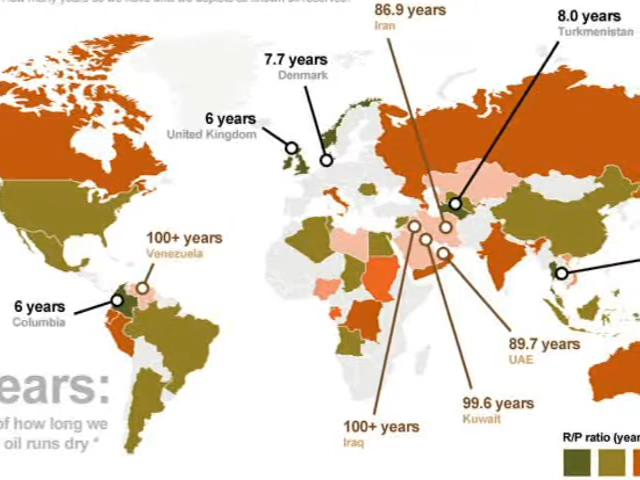 86.9 years
Iran
8.0 years
Turkmenistan
7.7 years
Denmark
6 years
United Kingdom
100+ years
Venezuela
6 years
Columbia
ears:
of how long we
oil runs dry *
89.7 years
UAE
99.6 years
Kuwait
100+ years
Iraq
R/P ratio (year